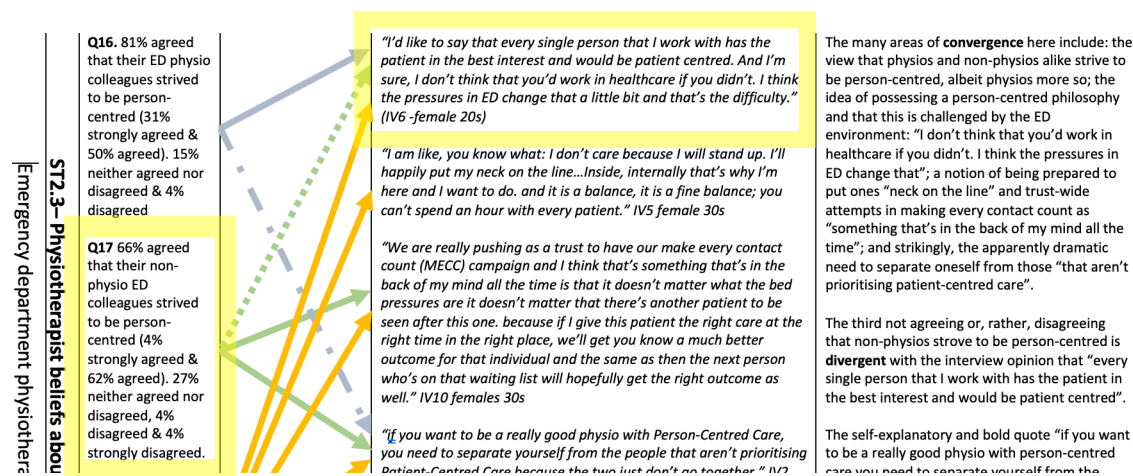 Emergency department physiothera
ST2.3– Physiotherapist beliefs abou
Q16. 81% agreed
that their ED physio
colleagues strived
to be person-
centred (31%
strongly agreed &
50% agreed). 15%
neither agreed nor
disagreed & 4%
disagreed
Q17 66% agreed
that their non-
physio ED
colleagues strived
to be person-
centred (4%
strongly agreed &
62% agreed). 27%
neither agreed nor
disagreed, 4%
disagreed & 4%
strongly disagreed.
“I’d like to say that every single person that I work with has the
patient in the best interest and would be patient centred. And I’m
sure, I don’t think that you’d work in healthcare if you didn’t. I think
the pressures in ED change that a little bit and that’s the difficulty.”
(IV6 -female 20s)
“I am like, you know what: I don’t care because I will stand up. I’ll
happily put my neck on the line...Inside, internally that’s why I’m
here and I want to do. and it is a balance, it is a fine balance; you
can’t spend an hour with every patient.” IV5 female 30s
“We are really pushing as a trust to have our make every contact
count (MECC) campaign and I think that’s something that’s in the
back of my mind all the time is that it doesn’t matter what the bed
pressures are it doesn’t matter that there’s another patient to be
seen after this one. because if I give this patient the right care at the
right time in the right place, we’ll get you know a much better
outcome for that individual and the same as then the next person
who’s on that waiting list will hopefully get the right outcome as
well.” IV10 females 30s
“if you want to be a really good physio with Person-Centred Care,
you need to separate yourself from the people that aren’t prioritising
Patient-Centred Care because the two just don’t go together.” IV2
The many areas of convergence here include: the
view that physios and non-physios alike strive to
be person-centred, albeit physios more so; the
idea of possessing a person-centred philosophy
and that this is challenged by the ED
environment: “I don’t think that you’d work in
healthcare if you didn’t. I think the pressures in
ED change that”; a notion of being prepared to
put ones “neck on the line” and trust-wide
attempts in making every contact count as
“something that’s in the back of my mind all the
time”; and strikingly, the apparently dramatic
need to separate oneself from those “that aren’t
prioritising patient-centred care”.
The third not agreeing or, rather, disagreeing
that non-physios strove to be person-centred is
divergent with the interview opinion that “every
single person that I work with has the patient in
the best interest and would be patient centred”.
The self-explanatory and bold quote “if you want
to be a really good physio with person-centred
care you need to separate yourself from the